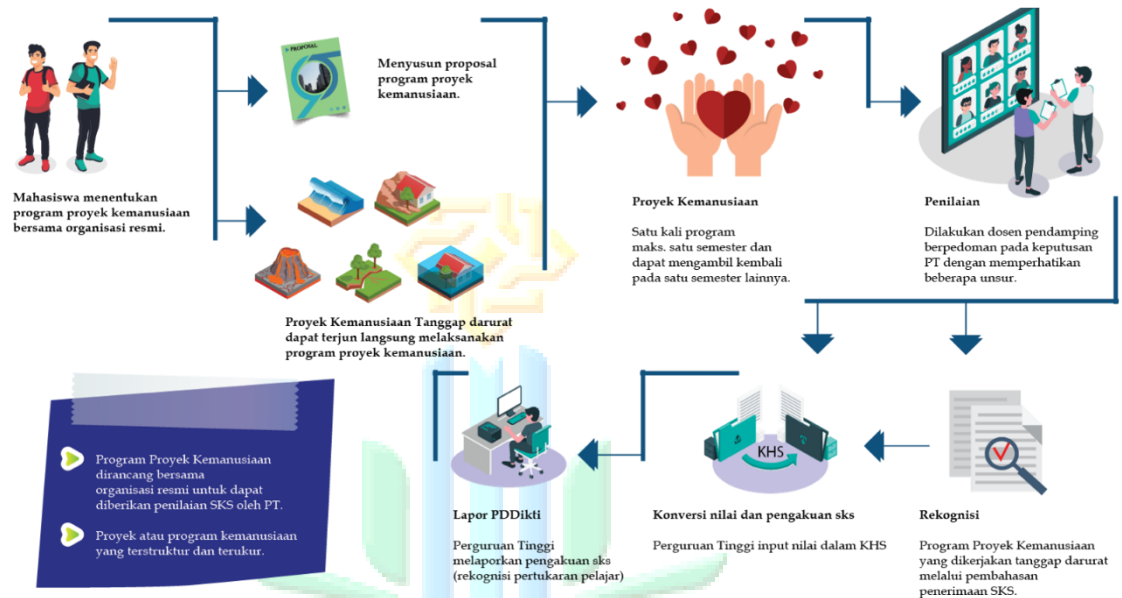 PROPOSAL
Menyusun proposal
program proyek
kemanusiaan.
Mahasiswa menentukan
program proyek kemanusiaan
bersama organisasi resmi.
Proyek Kemanusiaan Tanggap darurat
dapat terjun langsung melaksanakan
program proyek kemanusiaan.
Proyek Kemanusiaan
Satu kali program
maks. satu semester dan
dapat mengambil kembali
pada satu semester lainnya.
Penilaian
Dilakukan dosen pendamping
berpedoman pada keputusan
PT dengan memperhatikan
beberapa unsur.
Rekognisi
Program Proyek Kemanusiaan
yang dikerjakan tanggap darurat
melalui pembahasan
penerimaan SKS.
KHS
Konversi nilai dan pengakuan sks
Perguruan Tinggi input nilai dalam KHS
Lapor PDDikti
Perguruan Tinggi
melaporkan pengakuan sks
(rekognisi pertukaran pelajar)
Program Proyek Kemanusiaan
dirancang bersama
organisasi resmi untuk dapat
diberikan penilaian SKS oleh PT.
Proyek atau program kemanusiaan
yang terstruktur dan terukur.